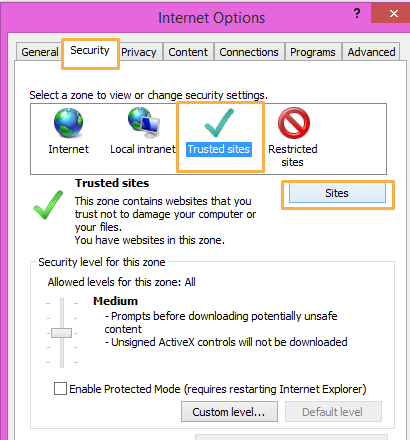 Internet Options
? x
General Security Privacy Content Connections Programs Advanced
Select a zone to view or change security settings.
Internet Local intranet Trusted sites Restricted
sites
Trusted sites
Sites
This zone contains websites that you
trust not to damage your computer or
your files.
You have websites in this zone.
Security level for this zone
Allowed levels for this zone: All
Medium
- Prompts before downloading potentially unsafe
content
- Unsigned ActiveX controls will not be downloaded
Enable Protected Mode (requires restarting Internet Explorer)
Custom level... Default level